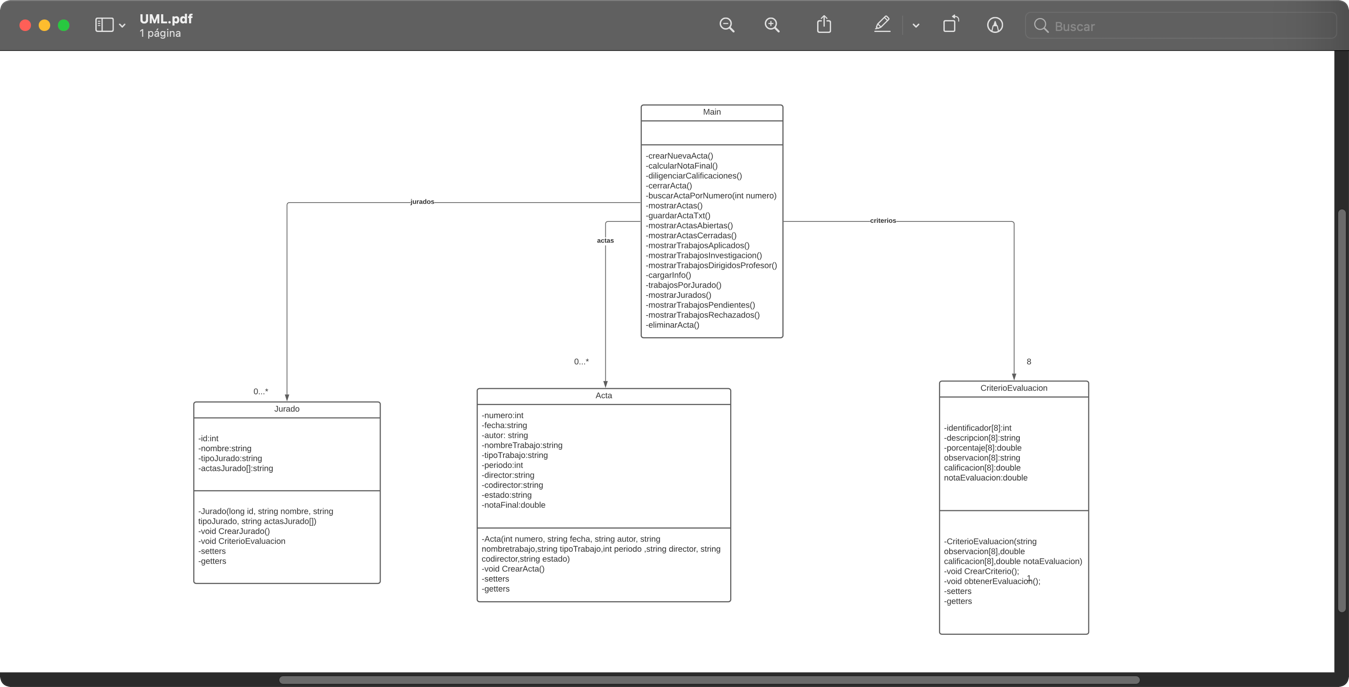 UML.pdf
1 página
Buscar
Main
-crearNuevaActa()
-calcularNotaFinal()
-diligenciarCalificaciones()
-cerrarActa()
-buscarActaPorNumero(int numero)
-mostrarActas()
-guardarActaTxt()
-mostrarActasAbiertas()
-mostrarActasCerradas()
-mostrarTrabajosAplicados()
-mostrarTrabajosInvestigacion()
-mostrarTrabajosDirigidosProfesor()
-cargarInfo()
-trabajosPorJurado()
-mostrarJurados()
-mostrarTrabajosPendientes()
-mostrarTrabajosRechazados()
-eliminarActa()
jurados
actas
criterios
0...*
0...*
8
Jurado
-id:int
-nombre:string
-tipoJurado:string
-actasJurado[]:string
-Jurado(long id, string nombre, string
tipoJurado, string actasJurado[])
-void CrearJurado()
-void CriterioEvaluacion
-setters
-getters
Acta
-numero:int
-fecha:string
-autor: string
-nombreTrabajo:string
-tipoTrabajo:string
-periodo:int
-director:string
-codirector:string
-estado:string
-notaFinal:double
-Acta(int numero, string fecha, string autor, string
nombretrabajo,string tipoTrabajo,int periodo ,string director, string
codirector,string estado)
-void CrearActa()
-setters
-getters
CriterioEvaluacion
-identificador[8]:int
-descripcion[8]:string
-porcentaje[8]:double
observacion[8]:string
calificacion[8]:double
notaEvaluacion:double
-CriterioEvaluacion(string
observacion[8],double
calificacion[8],double notaEvaluacion)
-void CrearCriterio();
-void obtenerEvaluacion();
-setters
-getters